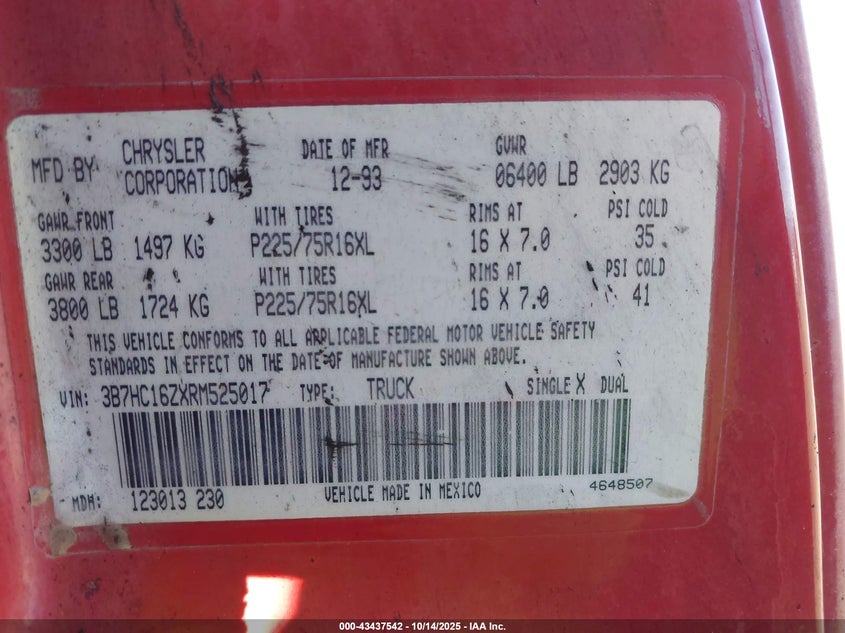 MFD BY CHRYSLER CORPORATION DATE OF MFR 12-93 GVWR 06400 LB 2903 KG
GAWR FRONT WITH TIRES RIMS AT PSI COLD
3300 LB 1497 KG P225/75R16XL 16 X 7.0 35
GAWR REAR WITH TIRES RIMS AT PSI COLD
3800 LB 1724 KG P225/75R16XL 16 X 7.0 41
THIS VEHICLE CONFORMS TO ALL APPLICABLE FEDERAL MOTOR VEHICLE SAFETY
STANDARDS IN EFFECT ON THE DATE OF MANUFACTURE SHOWN ABOVE.
VIN: 3B7HC16ZXRM525017 TYPE: TRUCK SINGLE X DUAL
MDH: 123013 230 VEHICLE MADE IN MEXICO 4648507
000-43437542 - 10/14/2025 - IAA Inc.